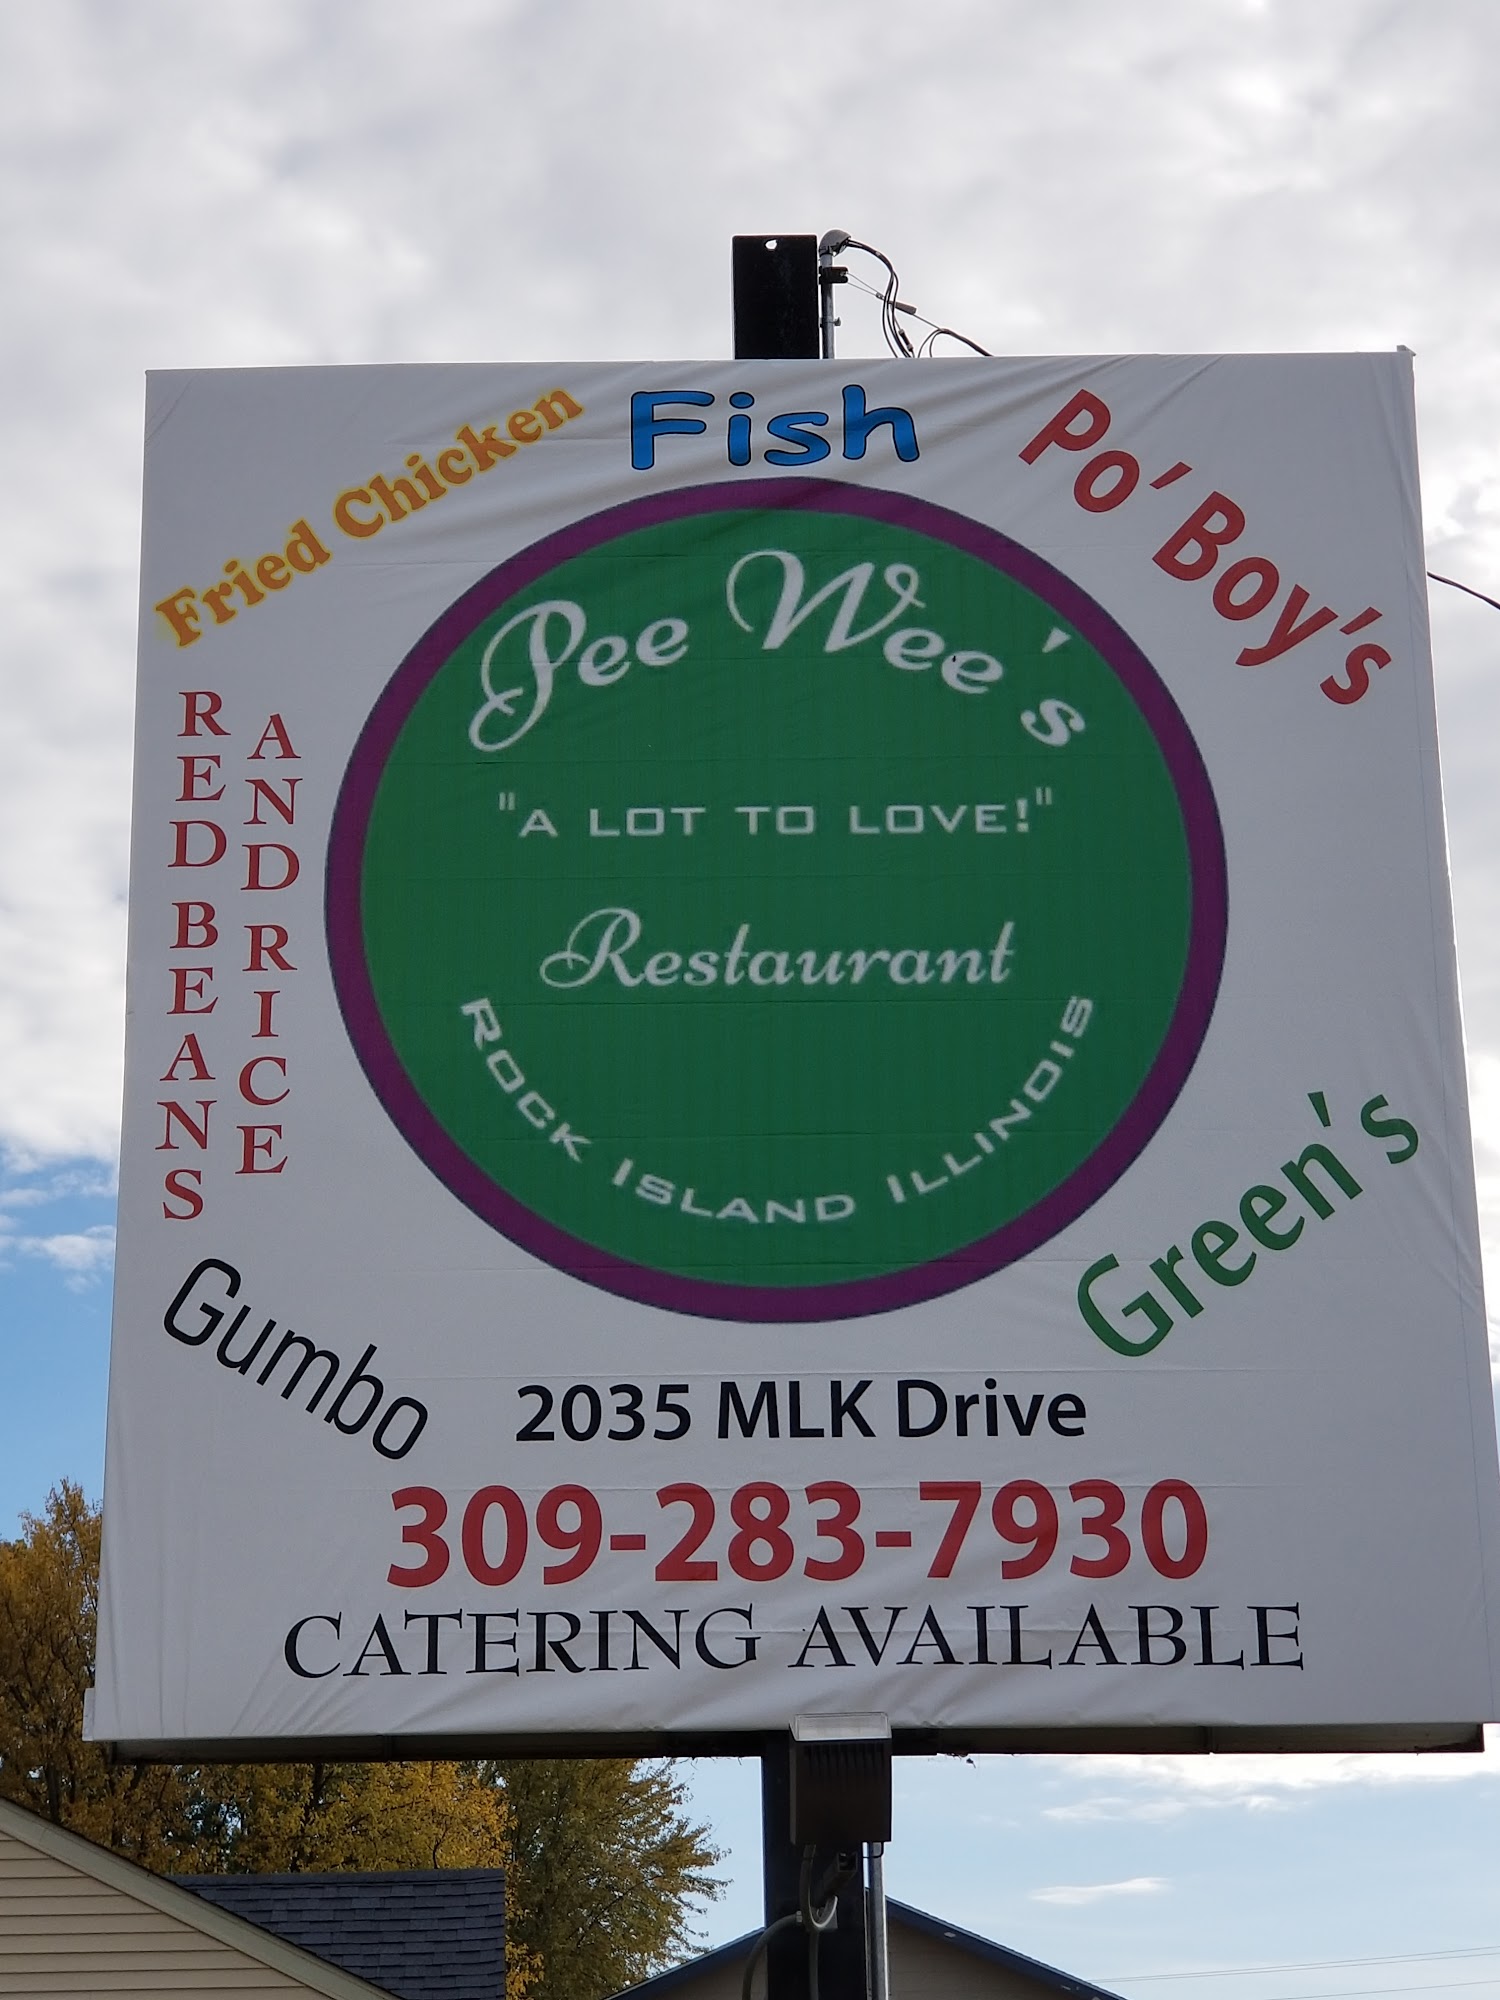 Fried Chicken
Fish
Po' Boy's
Pee Wee's
"A LOT TO LOVE!"
Restaurant
ROCK ISLAND ILLINOIS
RED BEANS
AND RICE
Gumbo
Green's
2035 MLK Drive
309-283-7930
CATERING AVAILABLE